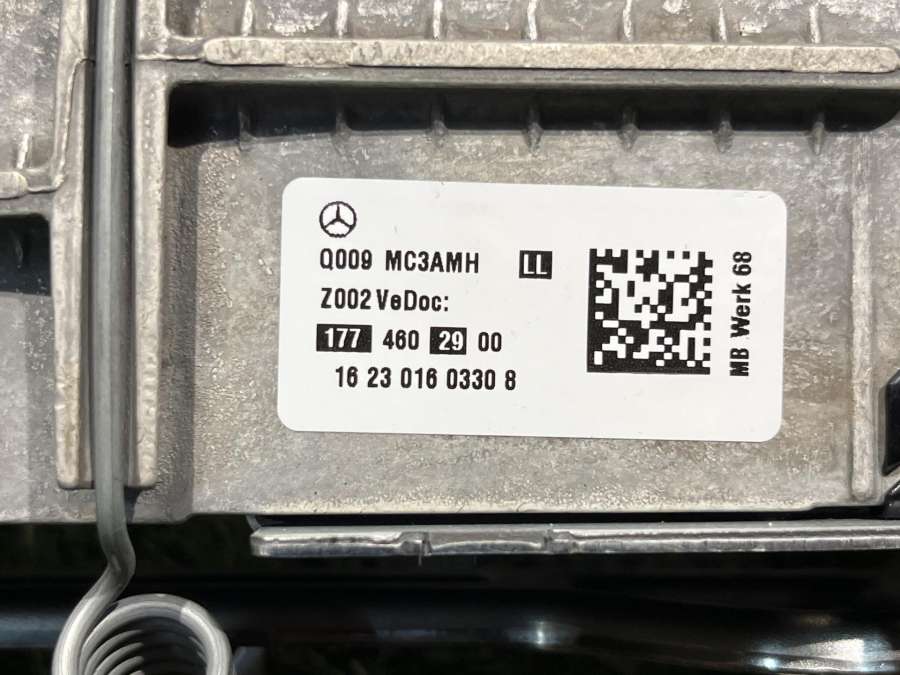 Q009 MC3AMH LL
Z002 VeDoc:
177 460 29 00
16 23 016 0330 8
MB Werk 68